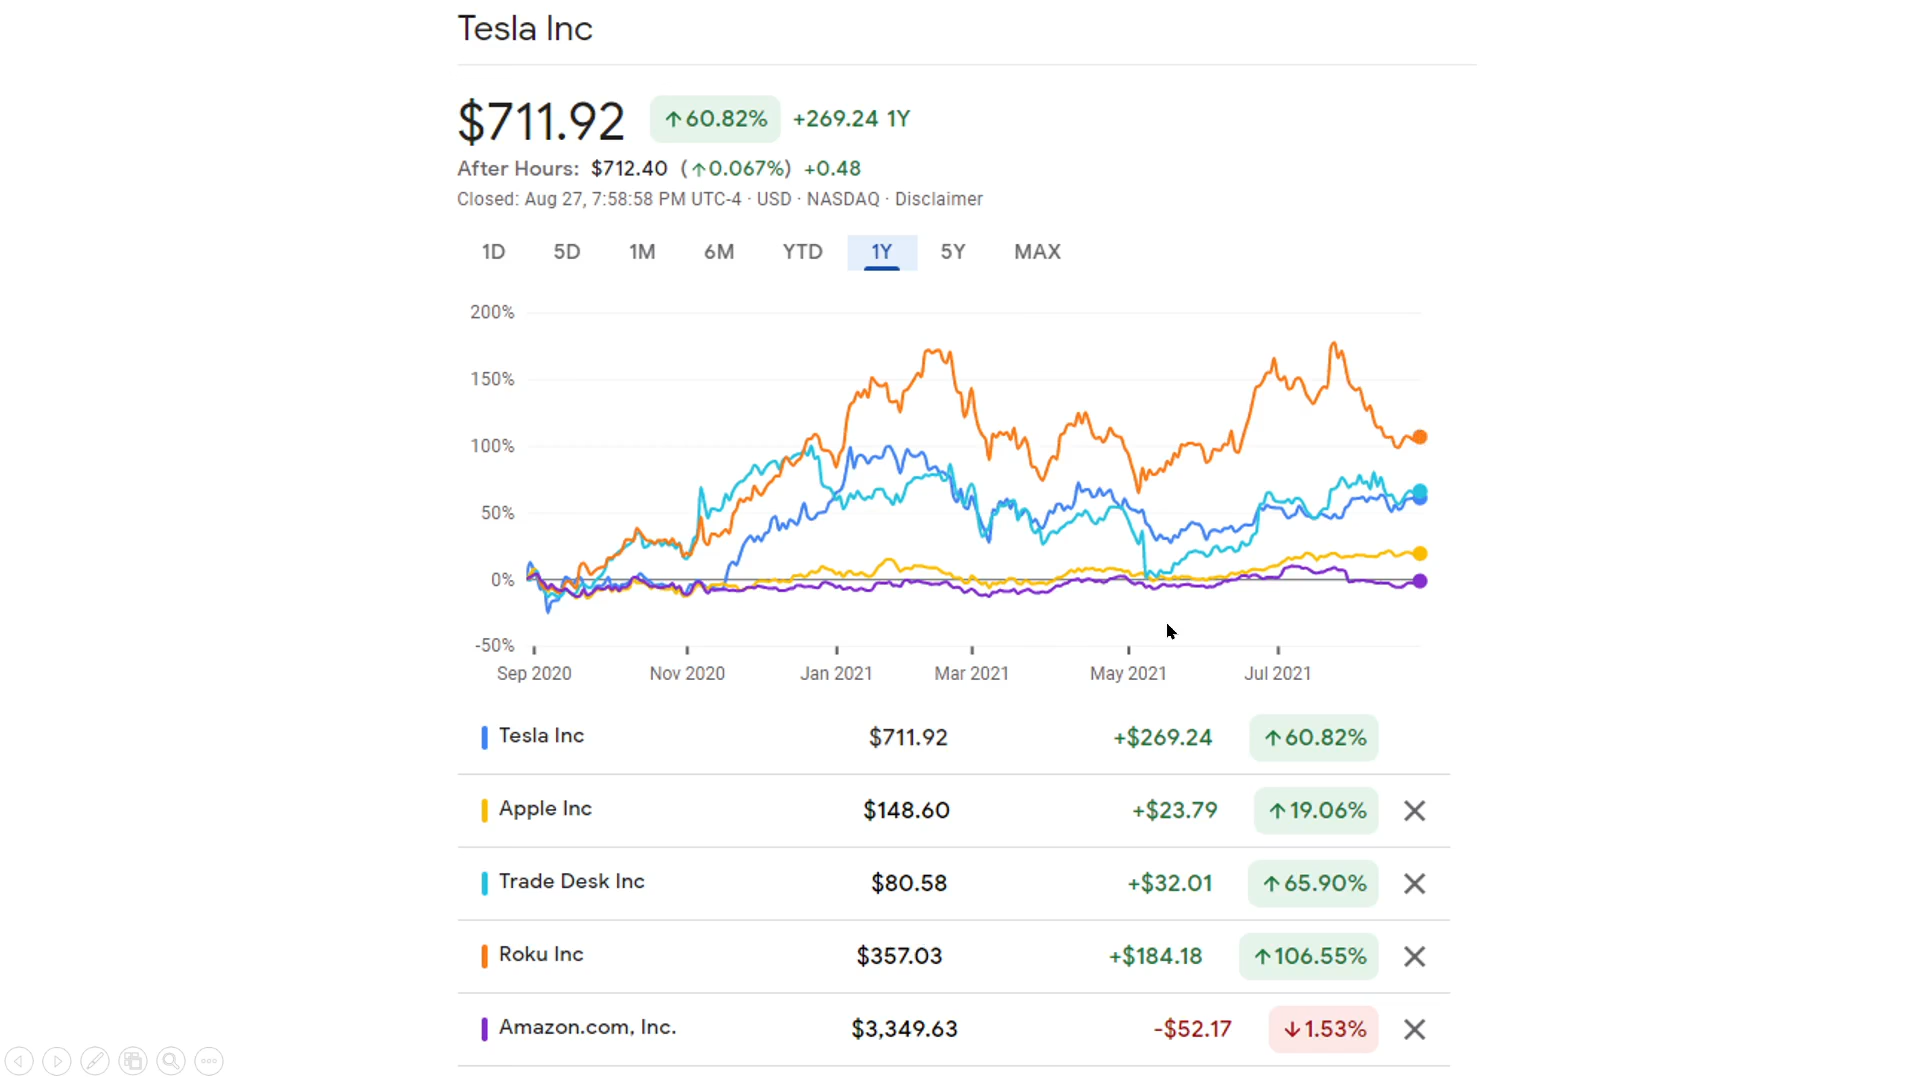 Tesla Inc
$711.92 ↑60.82% +269.24 1Y
After Hours: $712.40 (↑0.067%) +0.48
Closed: Aug 27, 7:58:58 PM UTC-4 · USD · NASDAQ · Disclaimer
1D 5D 1M 6M YTD 1Y 5Y MAX
200%
150%
100%
50%
0%
-50%
Sep 2020 Nov 2020 Jan 2021 Mar 2021 May 2021 Jul 2021
Tesla Inc $711.92 +$269.24 ↑60.82%
Apple Inc $148.60 +$23.79 ↑19.06%
Trade Desk Inc $80.58 +$32.01 ↑65.90%
Roku Inc $357.03 +$184.18 ↑106.55%
Amazon.com, Inc. $3,349.63 -$52.17 ↓1.53%